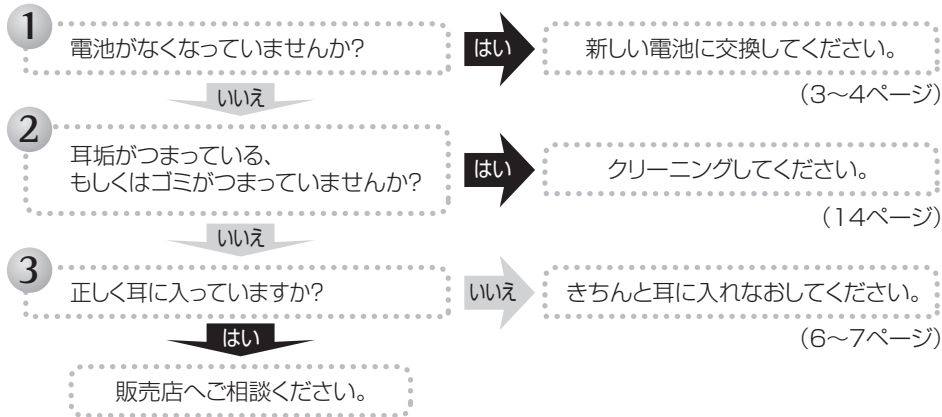 1
電池がなくなっていませんか?
はい
新しい電池に交換してください。
(3〜4ページ)
いいえ
2
耳垢がつまっている、
もしくはゴミがつまっていませんか?
はい
クリーニングしてください。
(14ページ)
いいえ
3
正しく耳に入っていますか?
いいえ
きちんと耳に入れなおしてください。
(6〜7ページ)
はい
販売店へご相談ください。